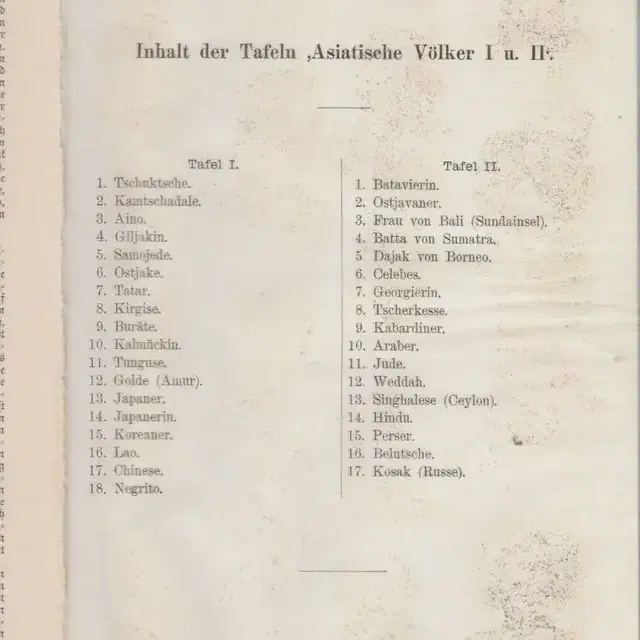 Inhalt der Tafeln ‚Asiatische Völker I u. II‘.
Tafel I.
1. Tschuktsche.
2. Kamtschadale.
3. Aino.
4. Giljakin.
5. Samojede.
6. Ostjake.
7. Tatar.
8. Kirgise.
9. Buräte.
10. Kalmückin.
11. Tunguse.
12. Golde (Amur).
13. Japaner.
14. Japanerin.
15. Koreaner.
16. Lao.
17. Chinese.
18. Negrito.
Tafel II.
1. Batavierin.
2. Ostjavaner.
3. Frau von Bali (Sundainsel).
4. Batta von Sumatra.
5. Dajak von Borneo.
6. Celebes.
7. Georgierin.
8. Tscherkesse.
9. Kabardiner.
10. Araber.
11. Jude.
12. Weddah.
13. Singhalese (Ceylon).
14. Hindu.
15. Perser.
16. Belutsche.
17. Kosak (Russe).